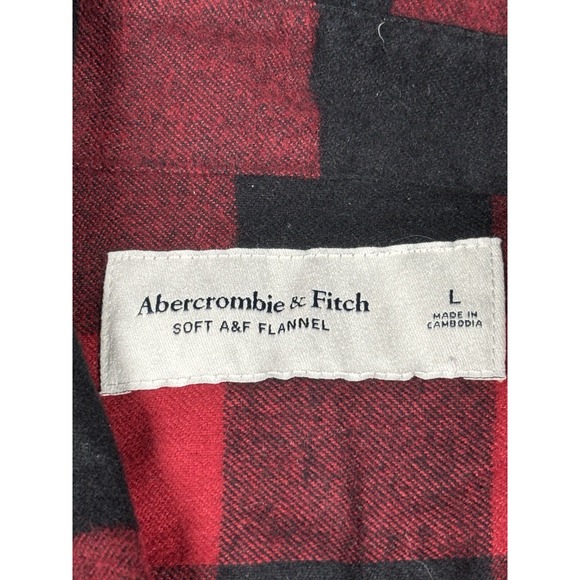 Abercrombie & Fitch
SOFT A&F FLANNEL
L
MADE IN
CAMBODIA